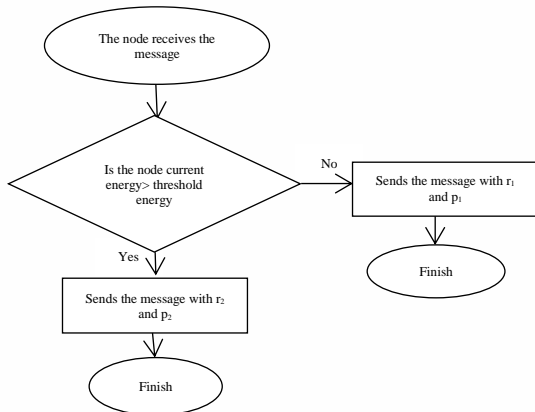 The node receives the
message
Is the node current
energy> threshold
energy
No
Sends the message with r₁
and p₁
Finish
Yes
Sends the message with r₂
and p₂
Finish